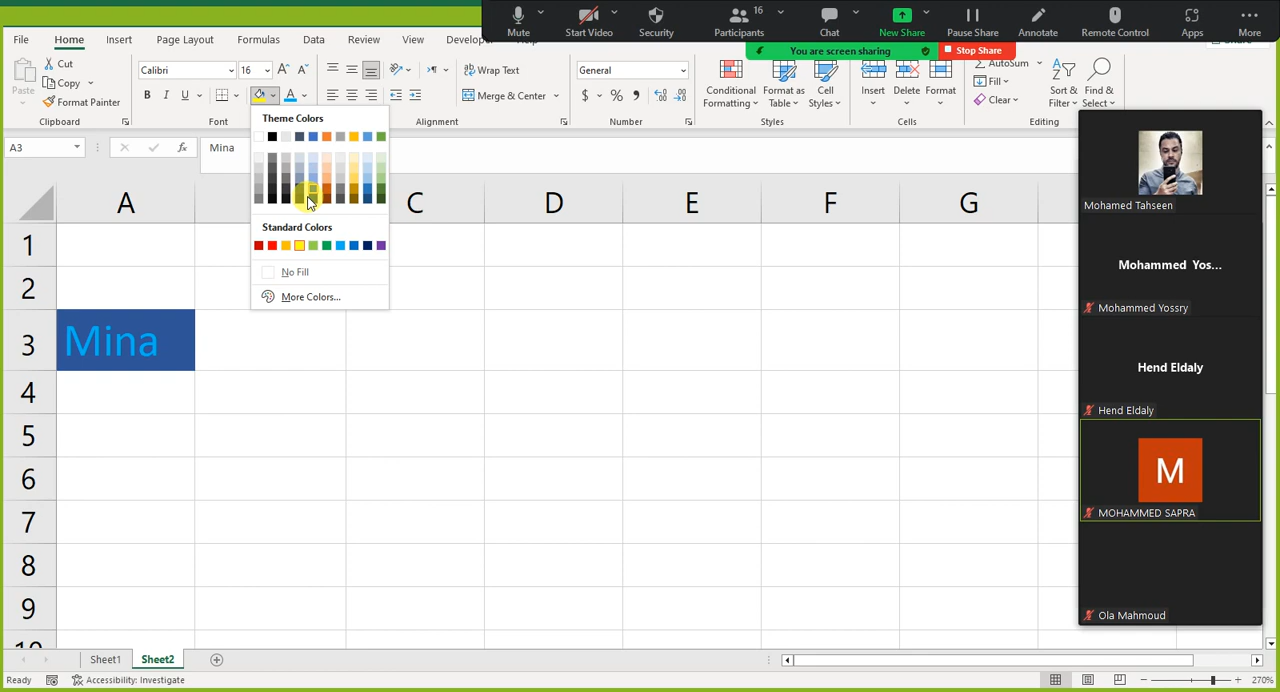 Mute
Start Video
Security
Participants
16
Chat
New Share
Pause Share
Annotate
Remote Control
Apps
More
You are screen sharing
Stop Share
File
Home
Insert
Page Layout
Formulas
Data
Review
View
Cut
Copy
Format Painter
Paste
Clipboard
Calibri
16
B
I
U
A
Font
Wrap Text
Merge & Center
Alignment
General
$
%
Number
Conditional
Formatting
Format as
Table
Cell
Styles
Styles
Insert
Delete
Format
Cells
AutoSum
Fill
Clear
Sort &
Filter
Find &
Select
Editing
Theme Colors
Standard Colors
No Fill
More Colors...
A3
fx
Mina
A
C
D
E
F
G
1
2
3
Mina
4
5
6
7
8
9
10
Mohamed Tahseen
Mohammed Yos...
Mohammed Yossry
Hend Eldaly
Hend Eldaly
M
MOHAMMED SAPRA
Ola Mahmoud
Sheet1
Sheet2
Ready
Accessibility: Investigate
270%